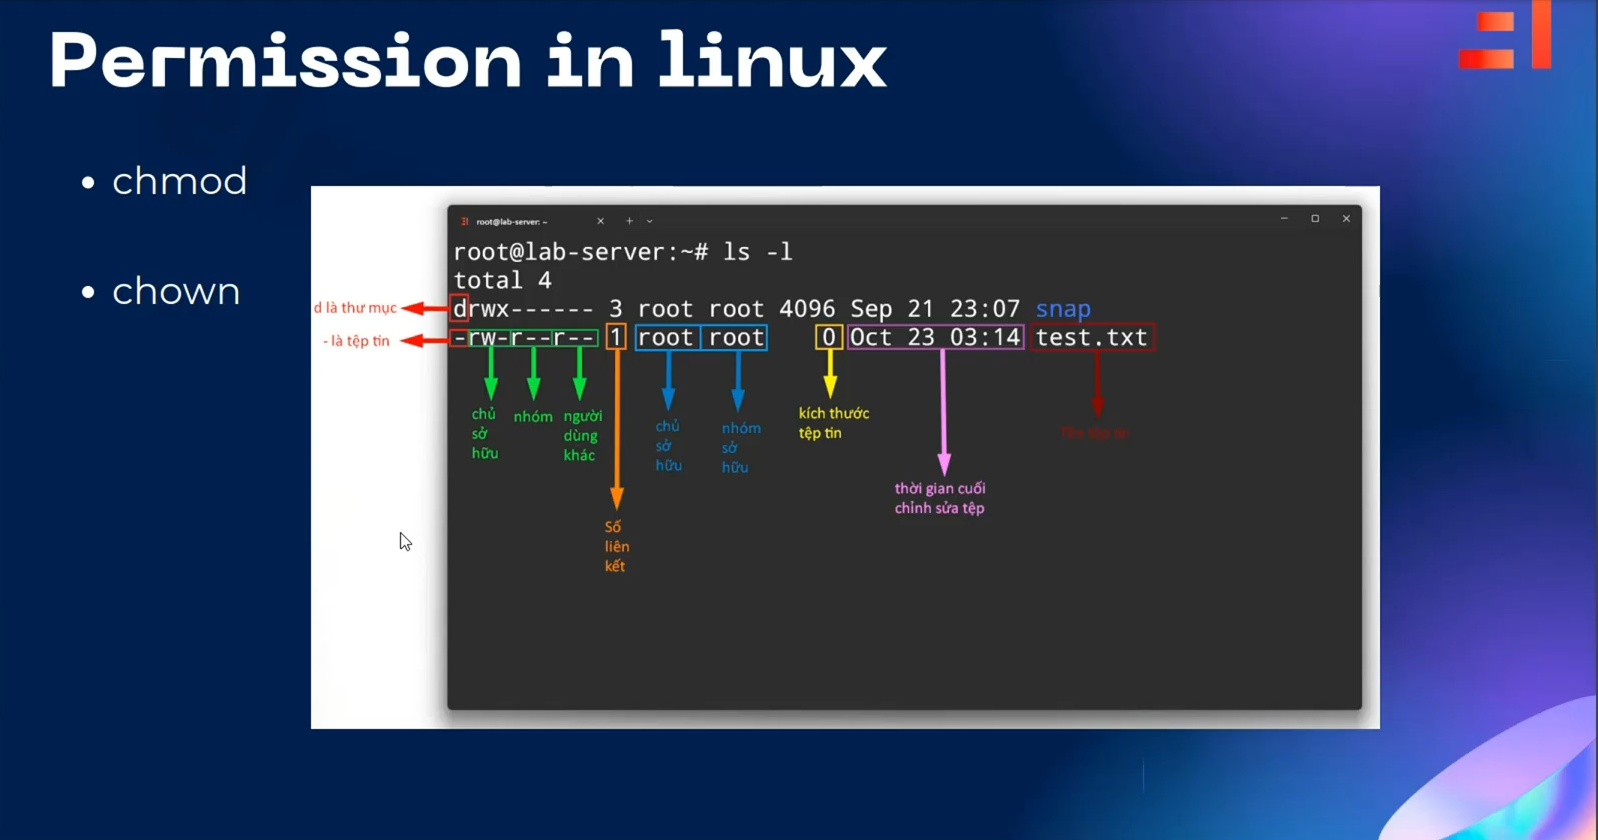 Permission in linux
• chmod
• chown
root@lab-server: ~
root@lab-server:~# ls -l
total 4
drwx------ 3 root root 4096 Sep 21 23:07 snap
-rw-r--r-- 1 root root 0 Oct 23 03:14 test.txt
d là thư mục
- là tệp tin
chủ
sở
hữu
nhóm
người
dùng
khác
Số
liên
kết
chủ
sở
hữu
nhóm
sở
hữu
kích thước
tệp tin
thời gian cuối
chỉnh sửa tệp
Tên tệp tin